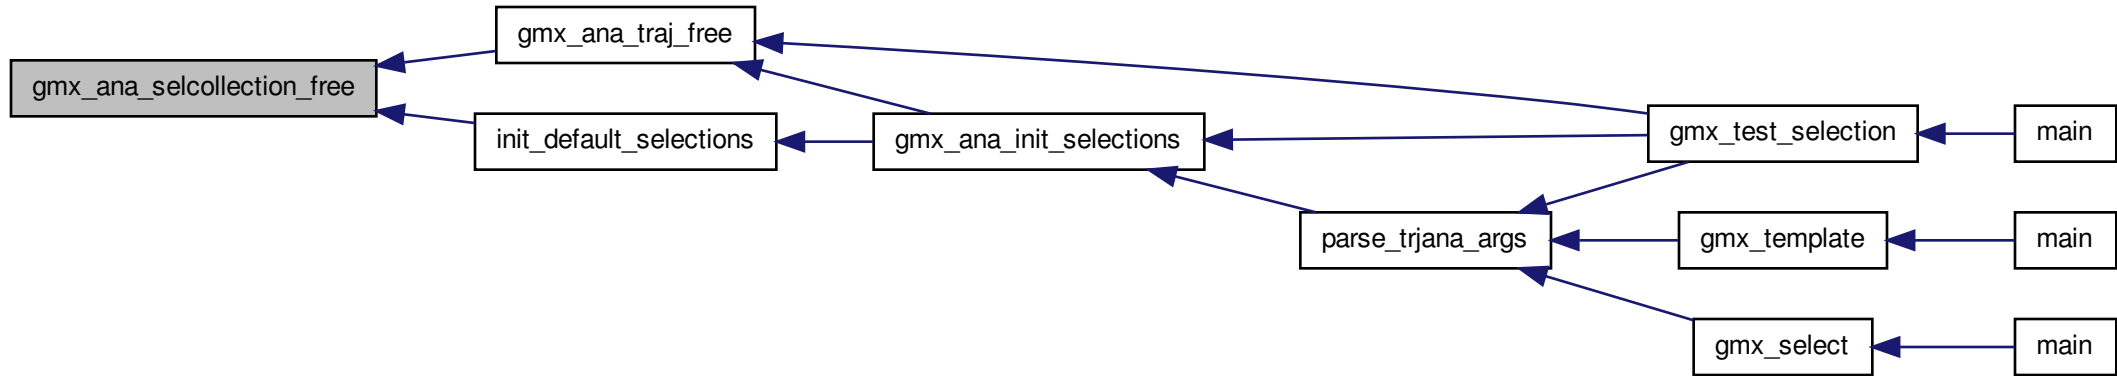 gmx_ana_selcollection_free
gmx_ana_traj_free
init_default_selections
gmx_ana_init_selections
parse_trjana_args
gmx_test_selection
main
gmx_template
main
gmx_select
main